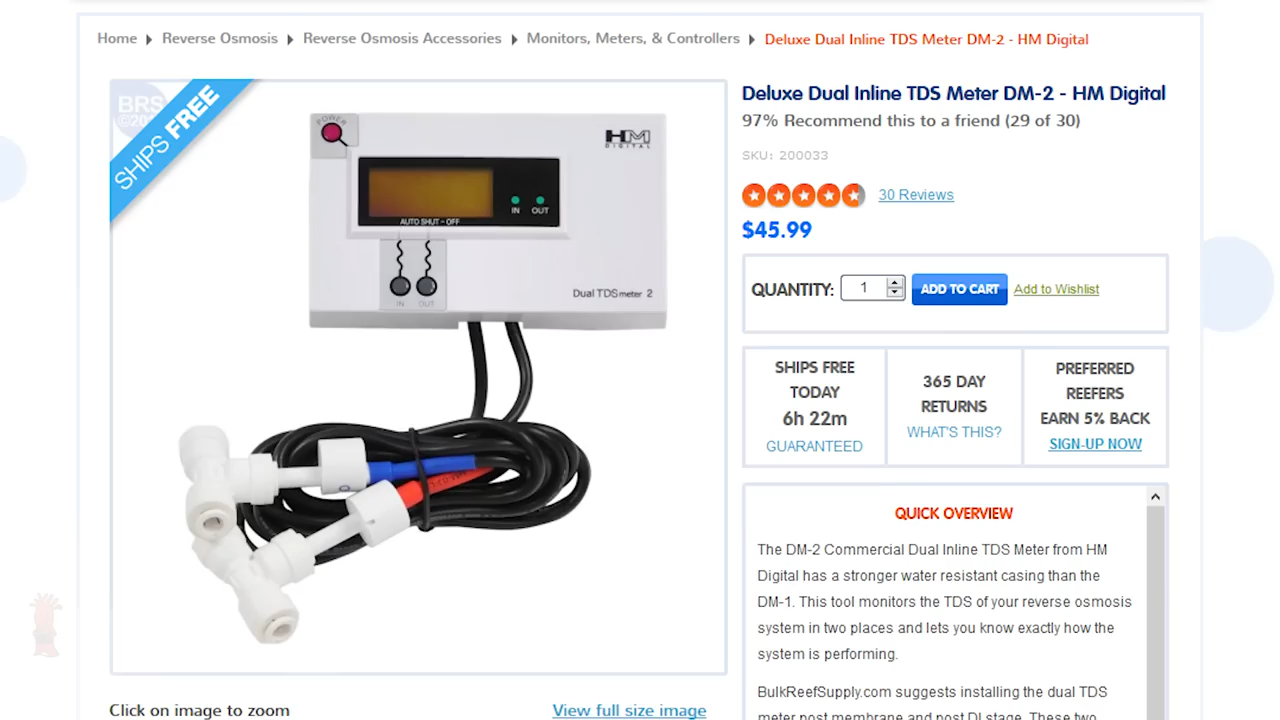 Home Reverse Osmosis Reverse Osmosis Accessories Monitors, Meters, & Controllers Deluxe Dual Inline TDS Meter DM-2 - HM Digital
BRS
SHIPS FREE
POWER
HM
DIGITAL
IN OUT
AUTO SHUT-OFF
IN OUT
Dual TDS meter 2
Click on image to zoom
View full size image
Deluxe Dual Inline TDS Meter DM-2 - HM Digital
97% Recommend this to a friend (29 of 30)
SKU: 200033
30 Reviews
$45.99
QUANTITY: 1 ADD TO CART Add to Wishlist
SHIPS FREE
TODAY
6h 22m
GUARANTEED
365 DAY
RETURNS
WHAT'S THIS?
PREFERRED
REEFERS
EARN 5% BACK
SIGN-UP NOW
QUICK OVERVIEW
The DM-2 Commercial Dual Inline TDS Meter from HM
Digital has a stronger water resistant casing than the
DM-1. This tool monitors the TDS of your reverse osmosis
system in two places and lets you know exactly how the
system is performing.
BulkReefSupply.com suggests installing the dual TDS
meter post membrane and post DI stage. These two